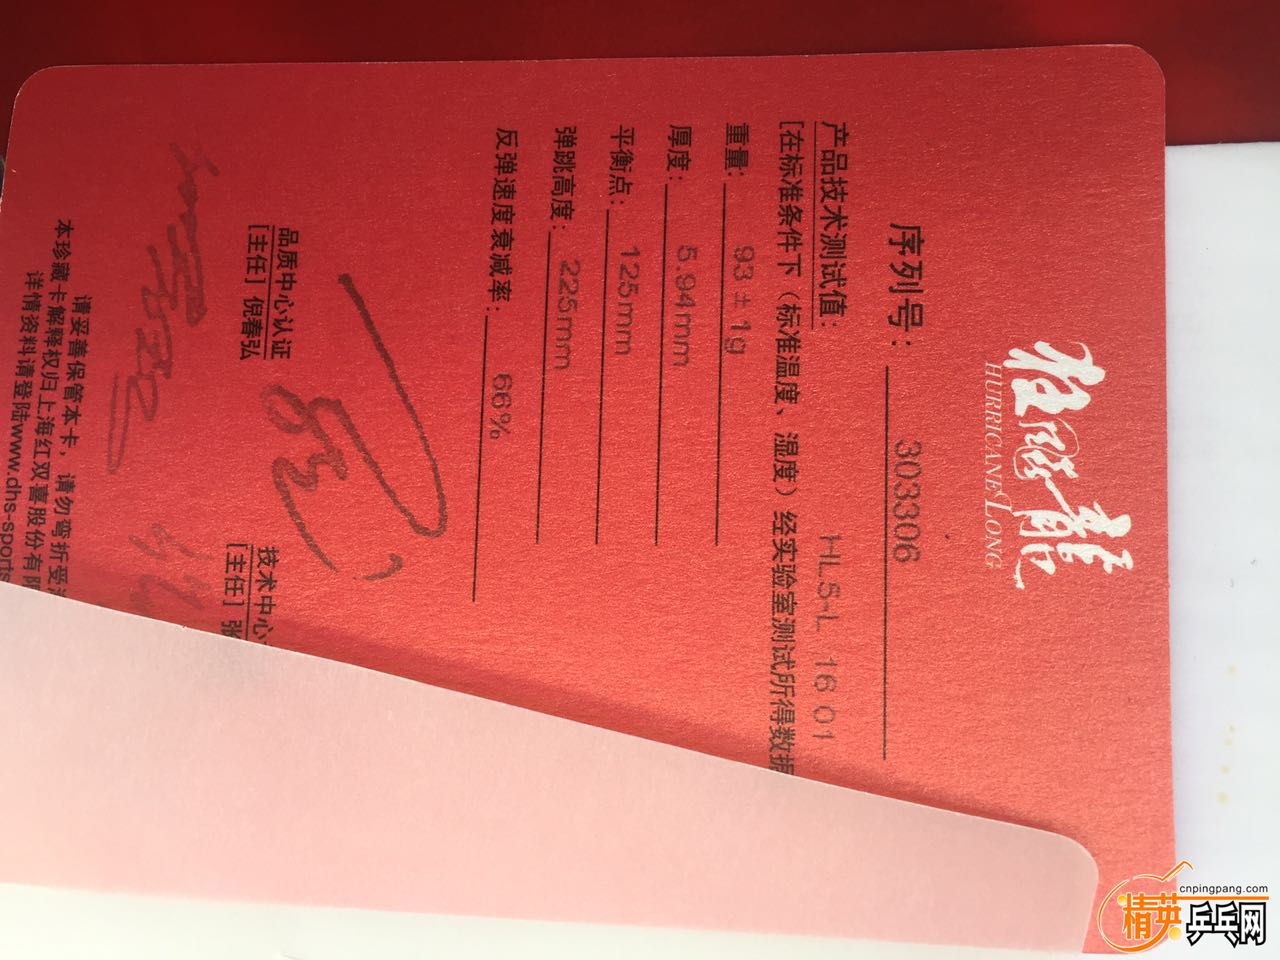 狂飚龍
HURRICANE LONG
序列号: 303306
产品技术测试值: HL5-L 16 01
[在标准条件下（标准温度、湿度）经实验室测试所得数据
重量: 93±1g
厚度: 5.94mm
平衡点: 125mm
弹跳高度: 225mm
反弹速度衰减率: 66%
品质中心认证
[主任] 倪春弘
技术中心
[主任] 张
请妥善保管本卡，请勿弯折受
本珍藏卡解释权归上海红双喜股份有限
详情资料请登陆www.dhs-sports
cnpingpang.com
精英乒乓网